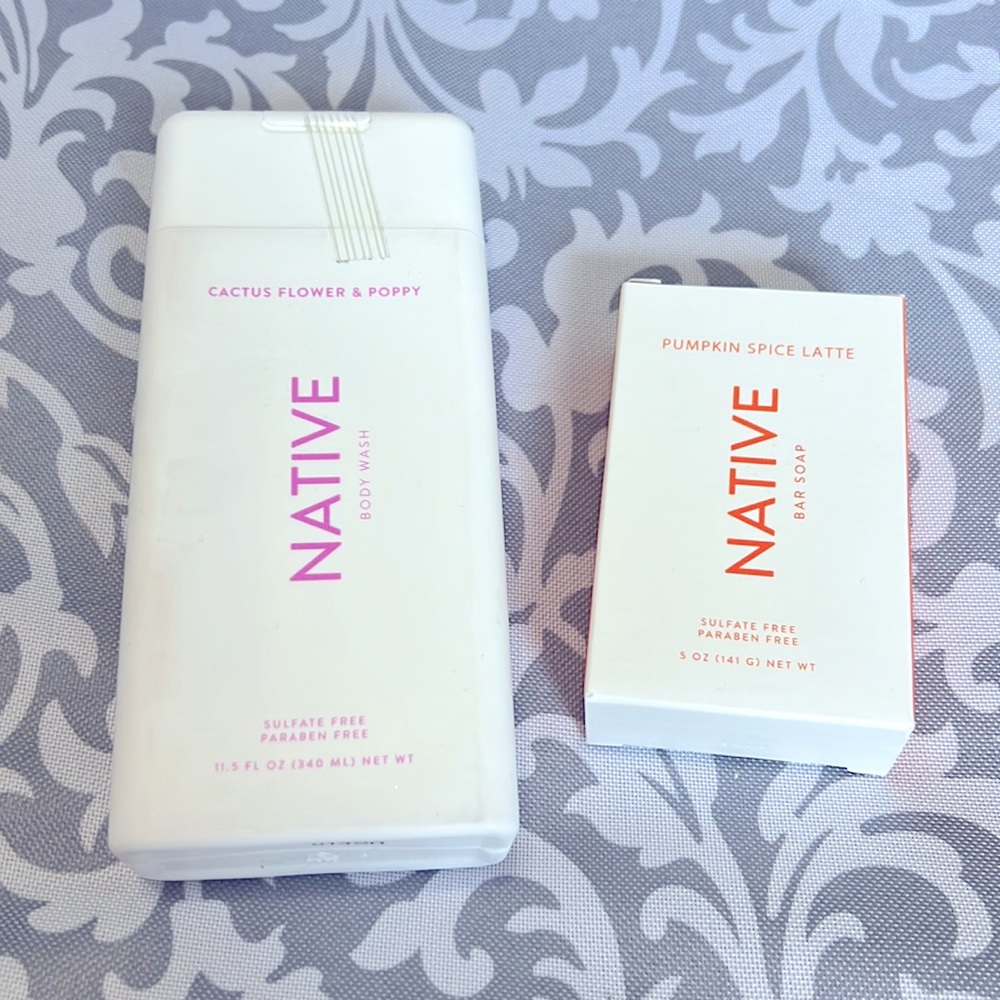 CACTUS FLOWER & POPPY
NATIVE
BODY WASH
SULFATE FREE
PARABEN FREE
11.5 FL OZ (340 ML) NET WT
PUMPKIN SPICE LATTE
NATIVE
BAR SOAP
SULFATE FREE
PARABEN FREE
5 OZ (141 G) NET WT